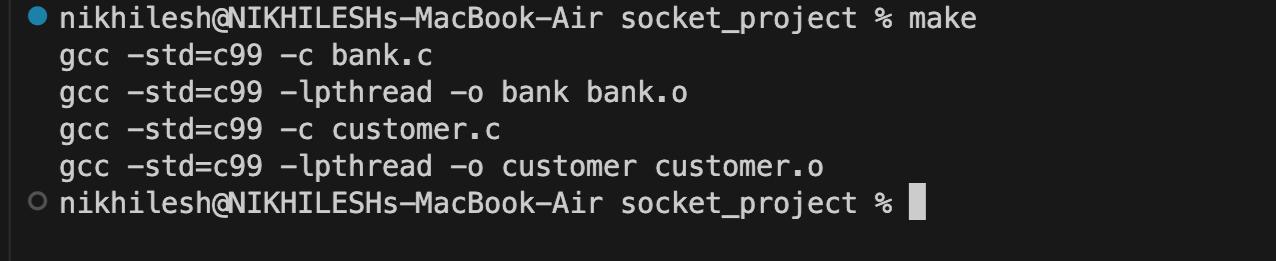 nikhilesh@NIKHILESHs-MacBook-Air socket_project % make
gcc -std=c99 -c bank.c
gcc -std=c99 -lpthread -o bank bank.o
gcc -std=c99 -c customer.c
gcc -std=c99 -lpthread -o customer customer.o
nikhilesh@NIKHILESHs-MacBook-Air socket_project %